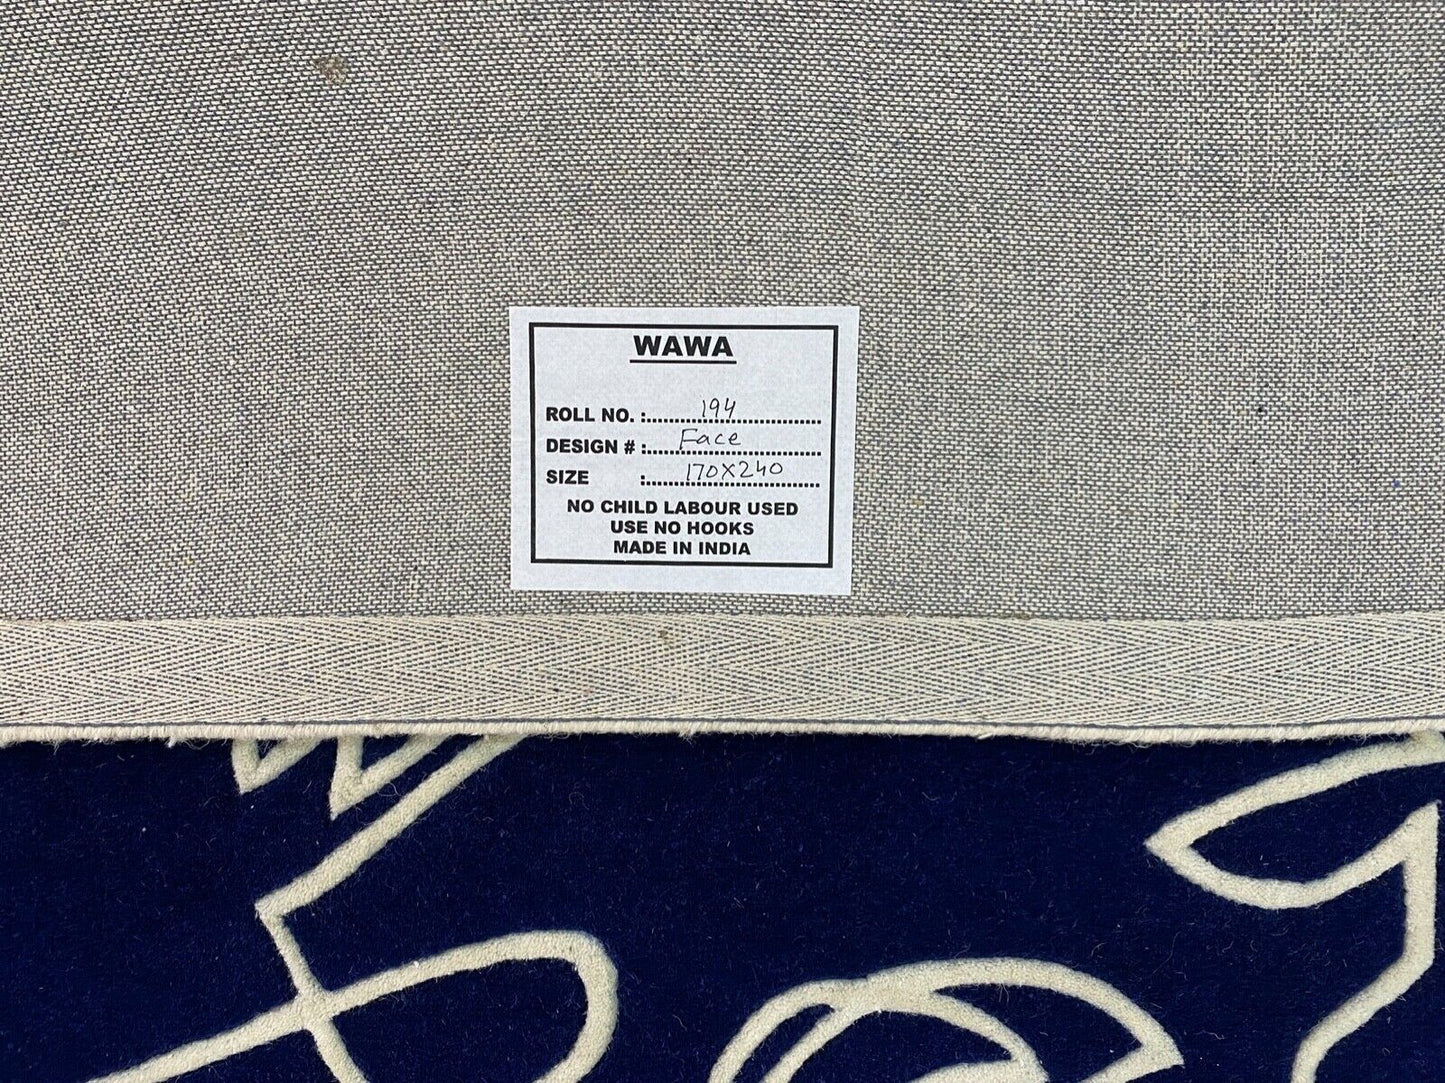 WAWA
ROLL NO. :..........194..........
DESIGN # :..........Face..........
SIZE :..........170X240..........
NO CHILD LABOUR USED
USE NO HOOKS
MADE IN INDIA